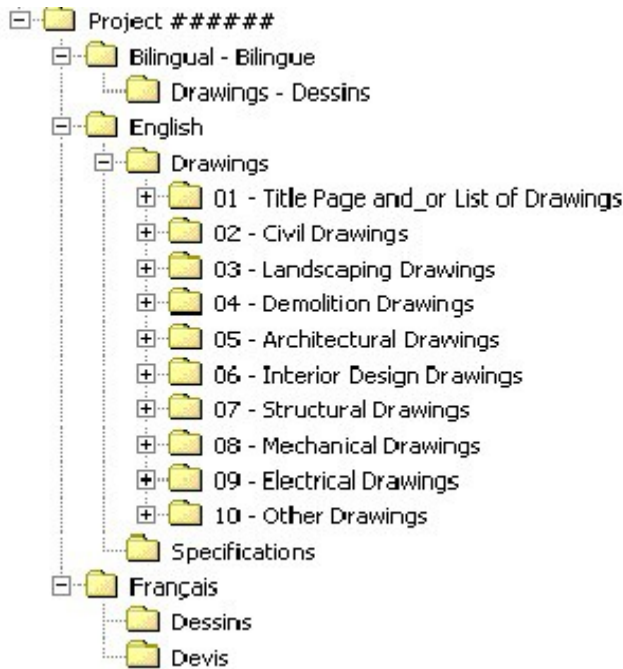 Project ######
Bilingual - Bilingue
Drawings - Dessins
English
Drawings
01 - Title Page and_or List of Drawings
02 - Civil Drawings
03 - Landscaping Drawings
04 - Demolition Drawings
05 - Architectural Drawings
06 - Interior Design Drawings
07 - Structural Drawings
08 - Mechanical Drawings
09 - Electrical Drawings
10 - Other Drawings
Specifications
Français
Dessins
Devis